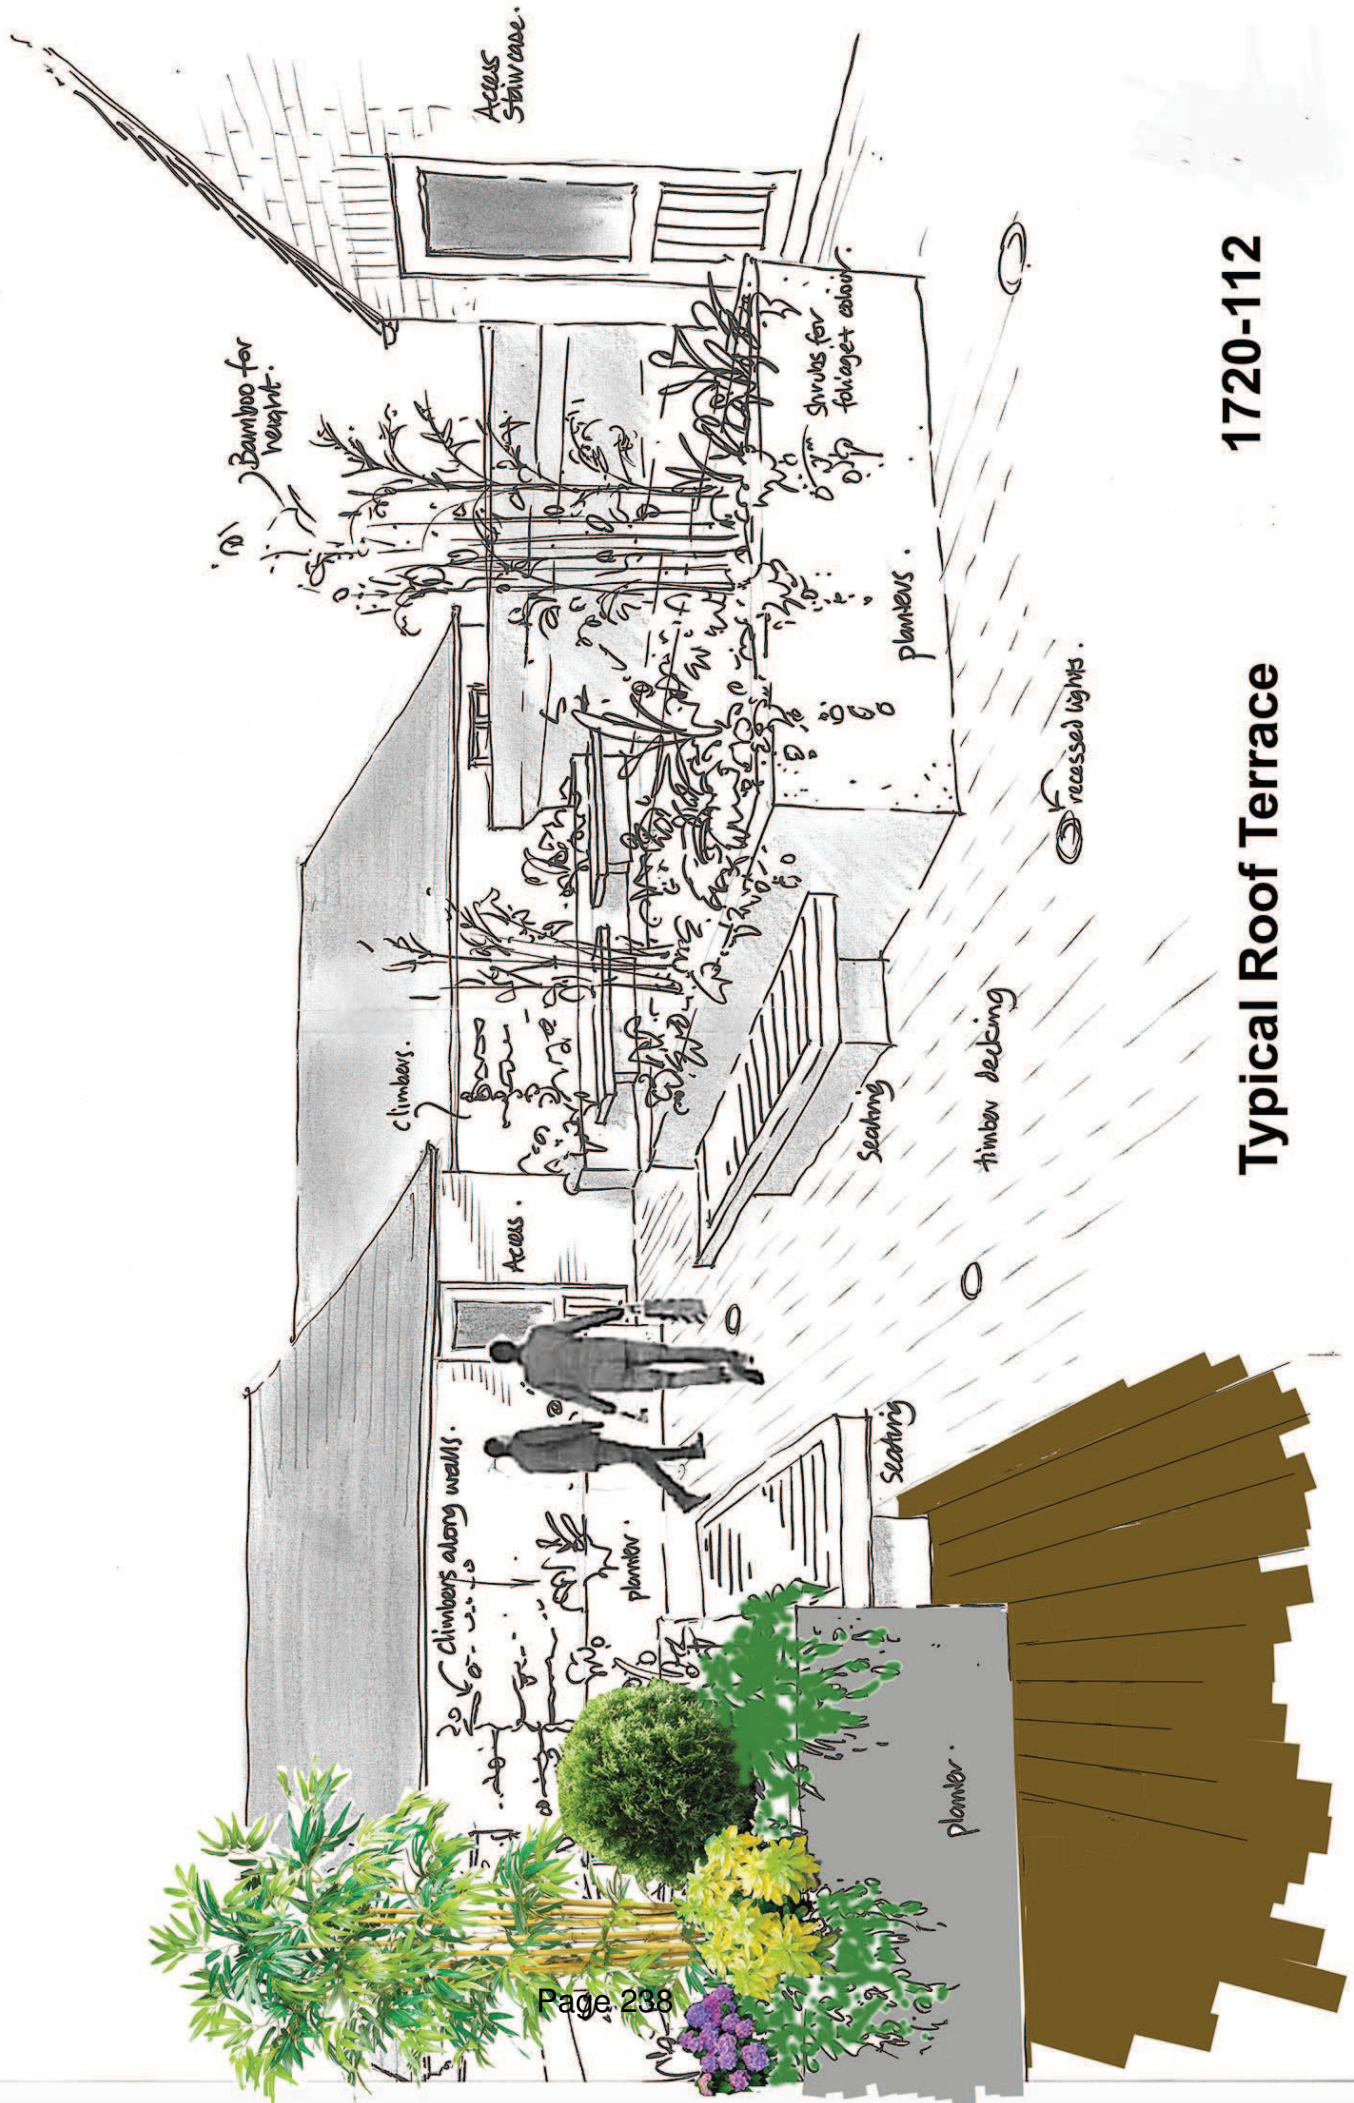 Access
Staircase.
Bamboo for
height.
Shrubs for
foliage + colour.
planters.
recessed lights.
climbers.
Access.
Seating
timber decking
climbers along walls.
planter.
Seating
planter.
Typical Roof Terrace
1720-112
Page 238